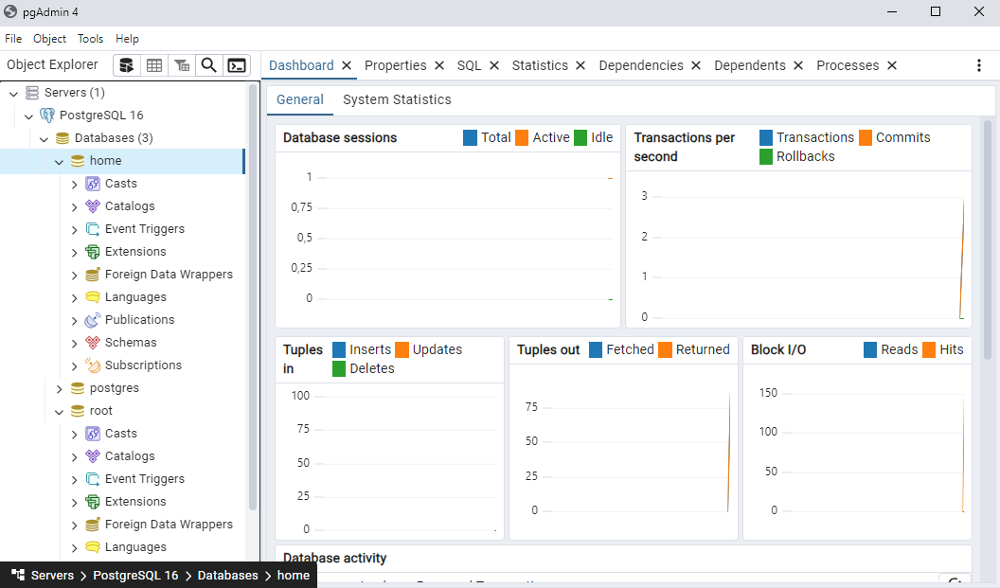 pgAdmin 4
File Object Tools Help
Object Explorer
Dashboard Properties SQL Statistics Dependencies Dependents Processes
Servers (1)
PostgreSQL 16
Databases (3)
home
Casts
Catalogs
Event Triggers
Extensions
Foreign Data Wrappers
Languages
Publications
Schemas
Subscriptions
postgres
root
Casts
Catalogs
Event Triggers
Extensions
Foreign Data Wrappers
Languages
Servers > PostgreSQL 16 > Databases > home
General System Statistics
Database sessions Total Active Idle
1
0,75
0,5
0,25
0
Transactions per second Transactions Commits
Rollbacks
3
2
1
0
Tuples in Inserts Updates
Deletes
100
75
50
25
0
Tuples out Fetched Returned
75
50
25
0
Block I/O Reads Hits
150
100
50
0
Database activity